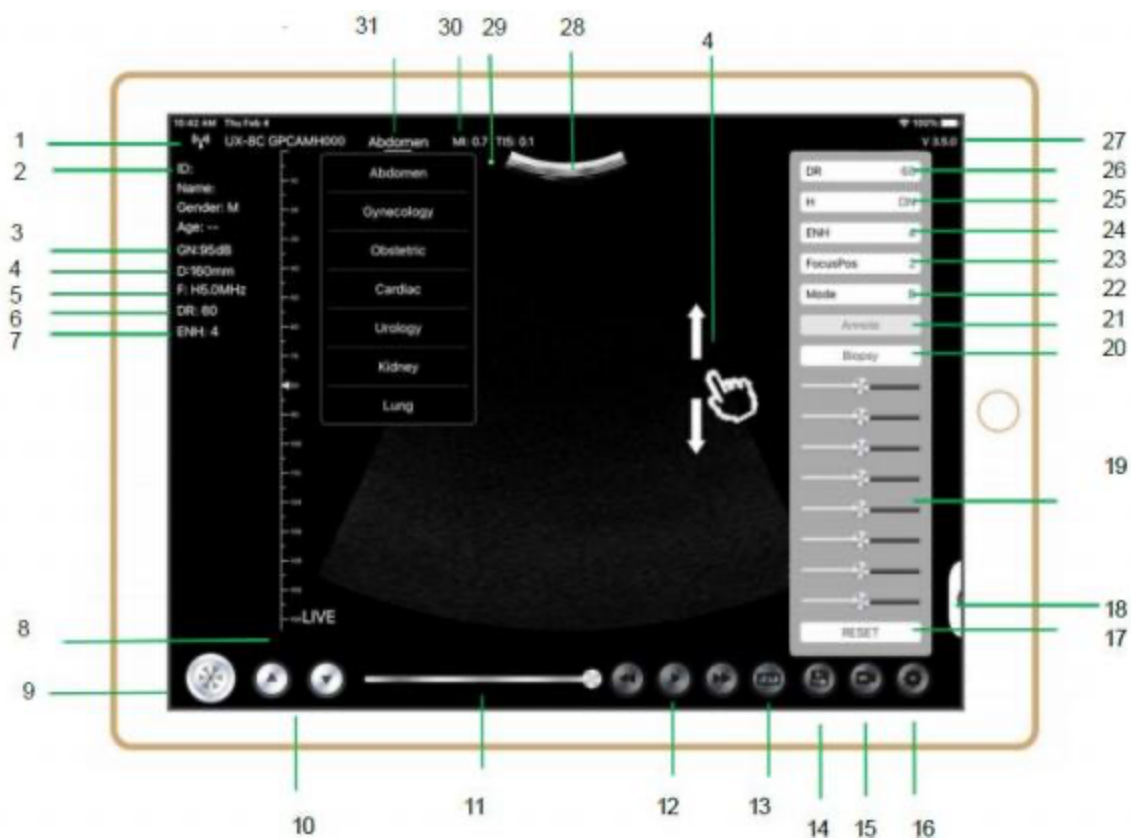 31 30 29 28 4
10:42 AM Thu Feb 4 100%
1 UX-8C GPCAMH000 Abdomen MI: 0.7 TIS: 0.1 V 3.5.0 27
2 ID: Abdomen DR 60 26
Name:
Gender: M Gynecology H ON 25
Age: --
3 GN:95dB Obstetric ENH 4 24
4 D:160mm FocusPos 2 23
5 F: H5.0MHz Cardiac Mode B 22
6 DR: 60 Annote 21
7 ENH: 4 Urology Biopsy 20
Kidney
Lung
19
LIVE 18
8 RESET 17
9
10 11 12 13 14 15 16